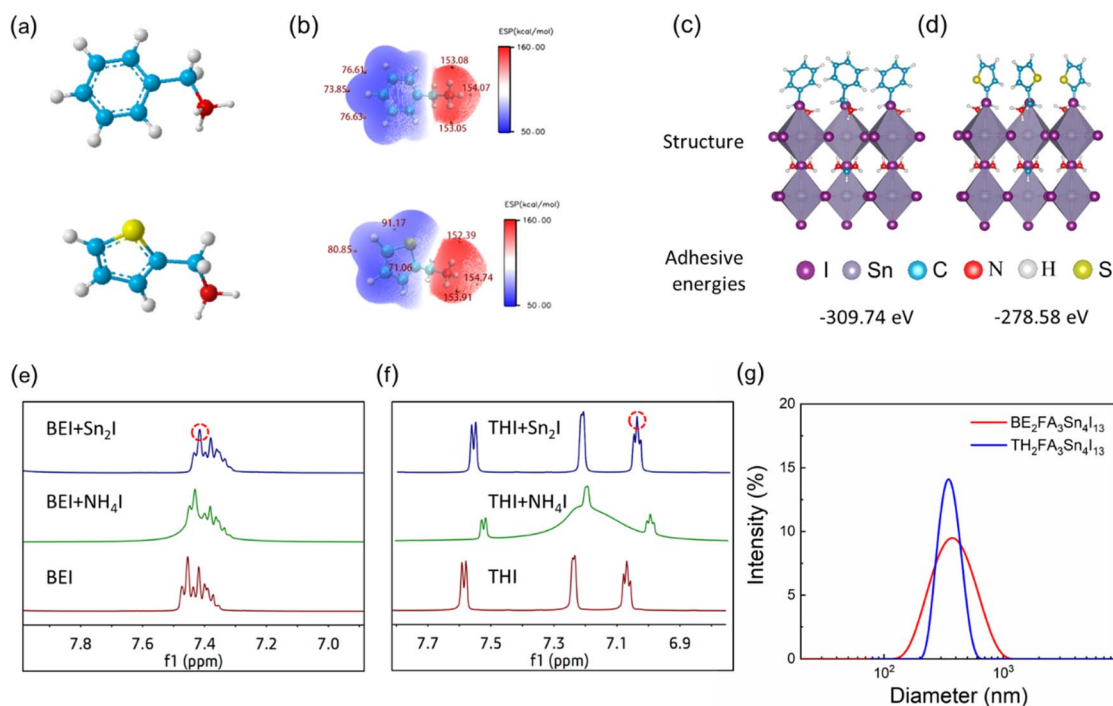 (a)
(b)
ESP(kcal/mol)
160.00
50.00
76.61
73.85
76.63
153.08
154.07
153.05
ESP(kcal/mol)
160.00
50.00
91.17
80.85
71.06
152.39
154.74
153.91
(c)
(d)
Structure
Adhesive
energies
I Sn C N H S
-309.74 eV
-278.58 eV
(e)
BEI+Sn₂I
BEI+NH₄I
BEI
7.8 7.6 7.4 7.2 7.0
f1 (ppm)
(f)
THI+Sn₂I
THI+NH₄I
THI
7.7 7.5 7.3 7.1 6.9
f1 (ppm)
(g)
Intensity (%)
20
15
10
5
0
BE₂FA₃Sn₄I₁₃
TH₂FA₃Sn₄I₁₃
10² 10³
Diameter (nm)